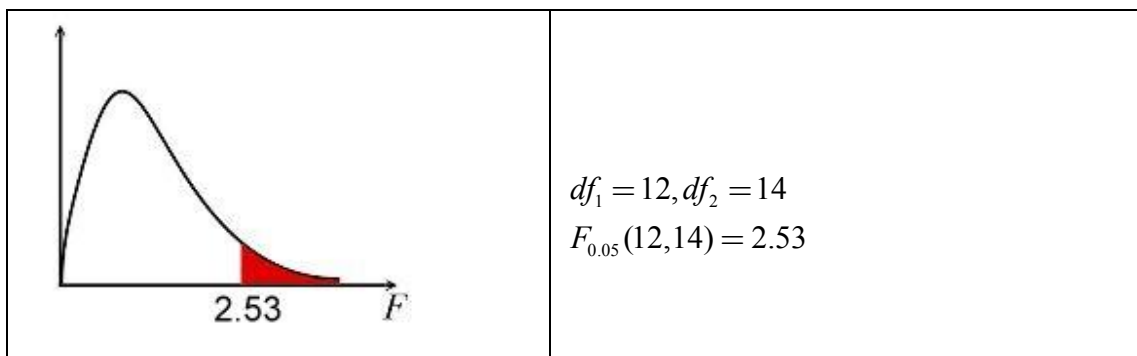 2.53
F
df₁ = 12, df₂ = 14
F₀.₀₅(12,14) = 2.53